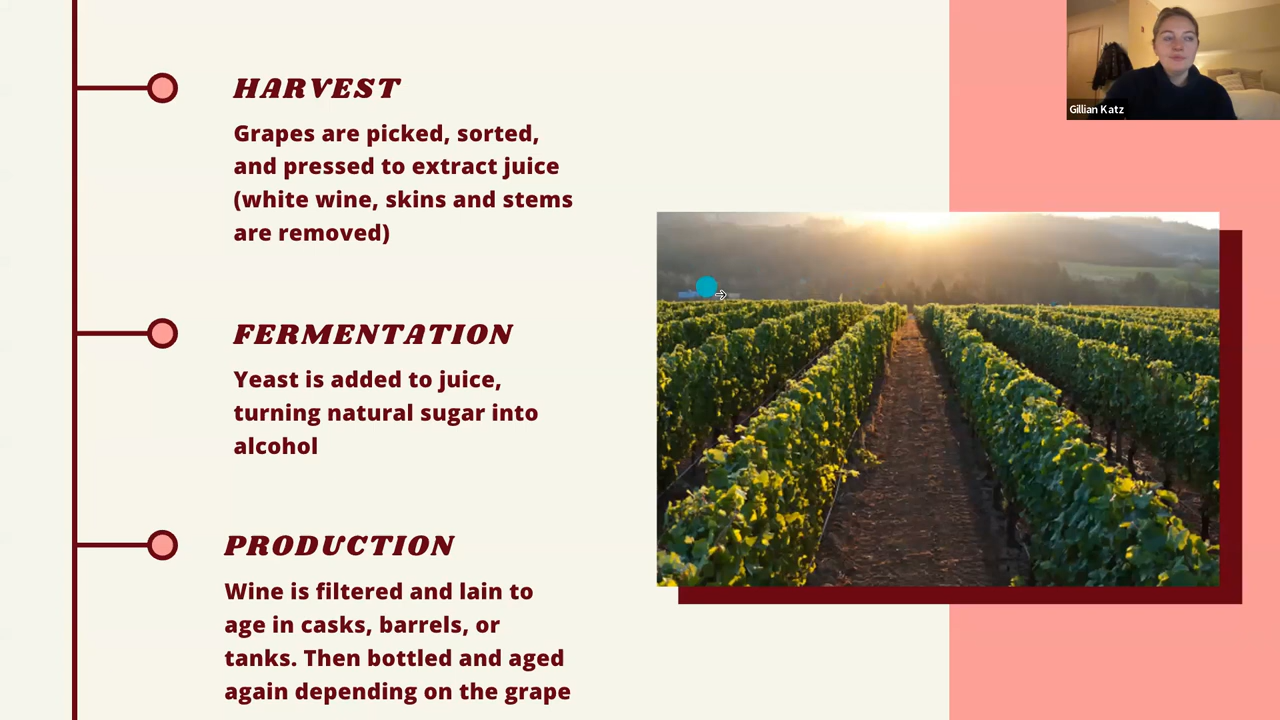 HARVEST
Grapes are picked, sorted,
and pressed to extract juice
(white wine, skins and stems
are removed)
FERMENTATION
Yeast is added to juice,
turning natural sugar into
alcohol
PRODUCTION
Wine is filtered and lain to
age in casks, barrels, or
tanks. Then bottled and aged
again depending on the grape
Gillian Katz